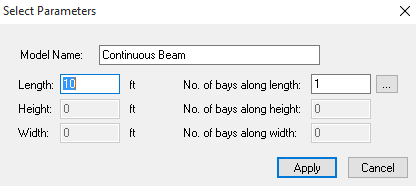 Select Parameters
Model Name: Continuous Beam
Length: 10 ft No. of bays along length: 1 ...
Height: 0 ft No. of bays along height: 0
Width: 0 ft No. of bays along width: 0
Apply Cancel